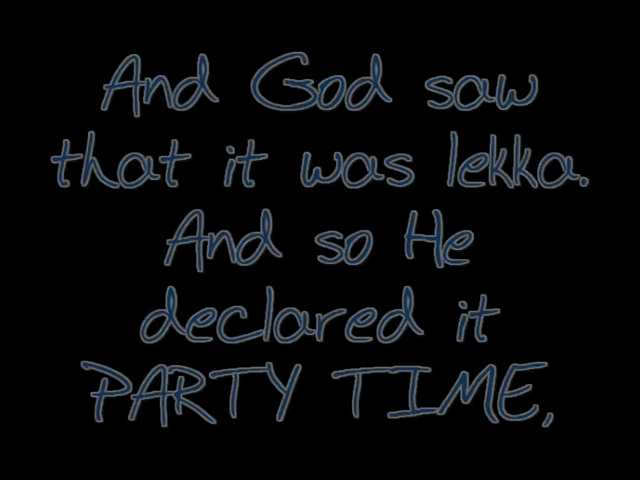 And God saw
that it was lekka.
And so He
declared it
PARTY TIME,